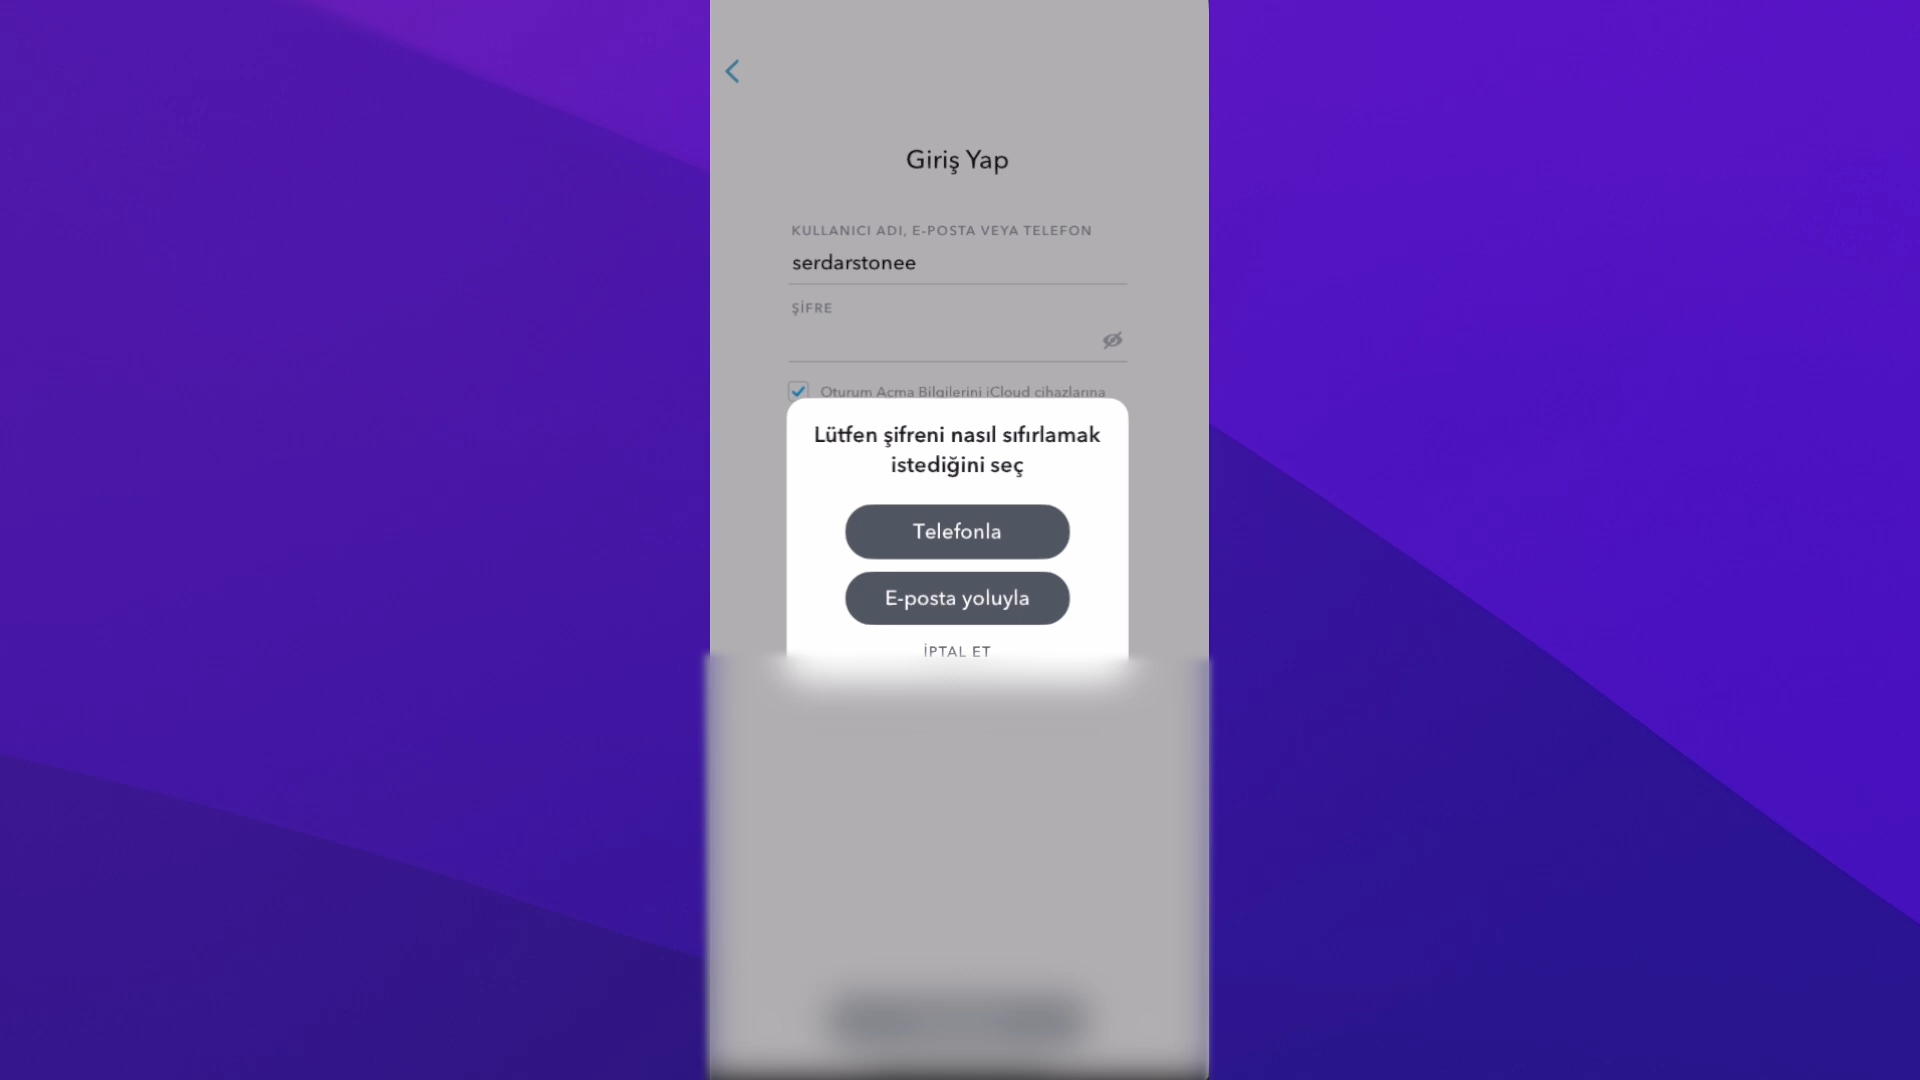 Giriş Yap
KULLANICI ADI, E-POSTA VEYA TELEFON
serdarstonee
ŞİFRE
Oturum Açma Bilgilerini iCloud cihazlarına
Lütfen şifreni nasıl sıfırlamak
istediğini seç
Telefonla
E-posta yoluyla
İPTAL ET